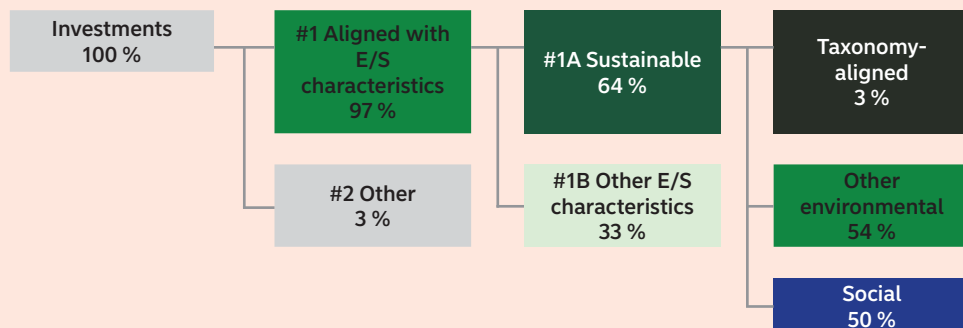 Investments
100 %
#1 Aligned with
E/S
characteristics
97 %
#1A Sustainable
64 %
Taxonomy-
aligned
3 %
#2 Other
3 %
#1B Other E/S
characteristics
33 %
Other
environmental
54 %
Social
50 %